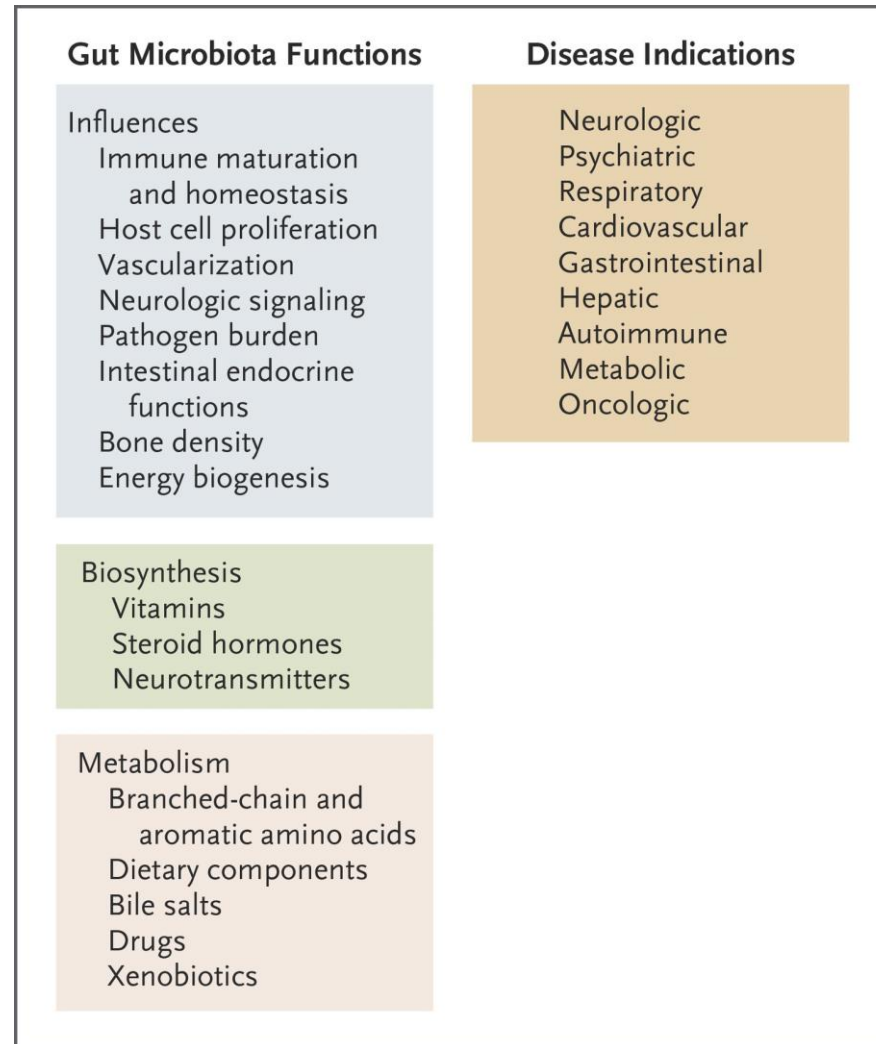 Gut Microbiota Functions
Influences
Immune maturation
and homeostasis
Host cell proliferation
Vascularization
Neurologic signaling
Pathogen burden
Intestinal endocrine
functions
Bone density
Energy biogenesis
Biosynthesis
Vitamins
Steroid hormones
Neurotransmitters
Metabolism
Branched-chain and
aromatic amino acids
Dietary components
Bile salts
Drugs
Xenobiotics
Disease Indications
Neurologic
Psychiatric
Respiratory
Cardiovascular
Gastrointestinal
Hepatic
Autoimmune
Metabolic
Oncologic